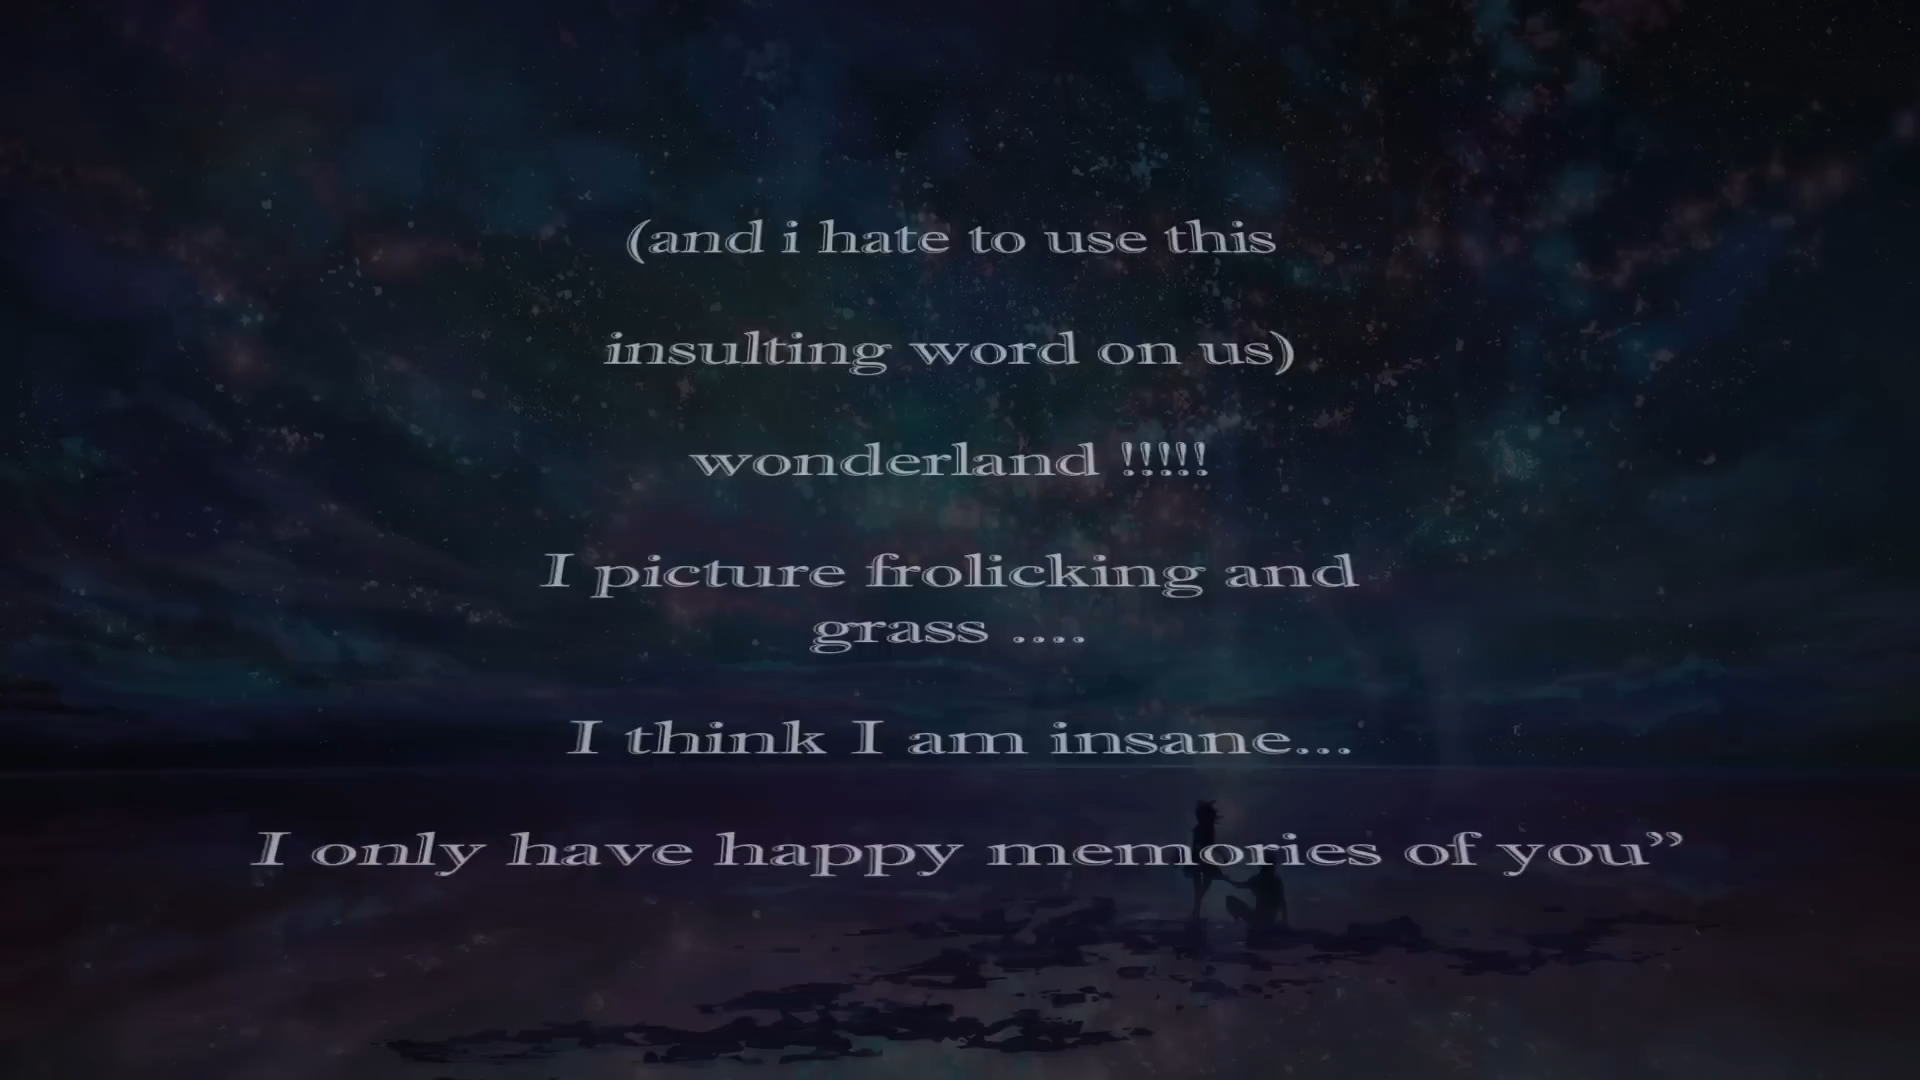 (and i hate to use this
insulting word on us)
wonderland !!!!!
I picture frolicking and
grass ....
I think I am insane...
I only have happy memories of you”